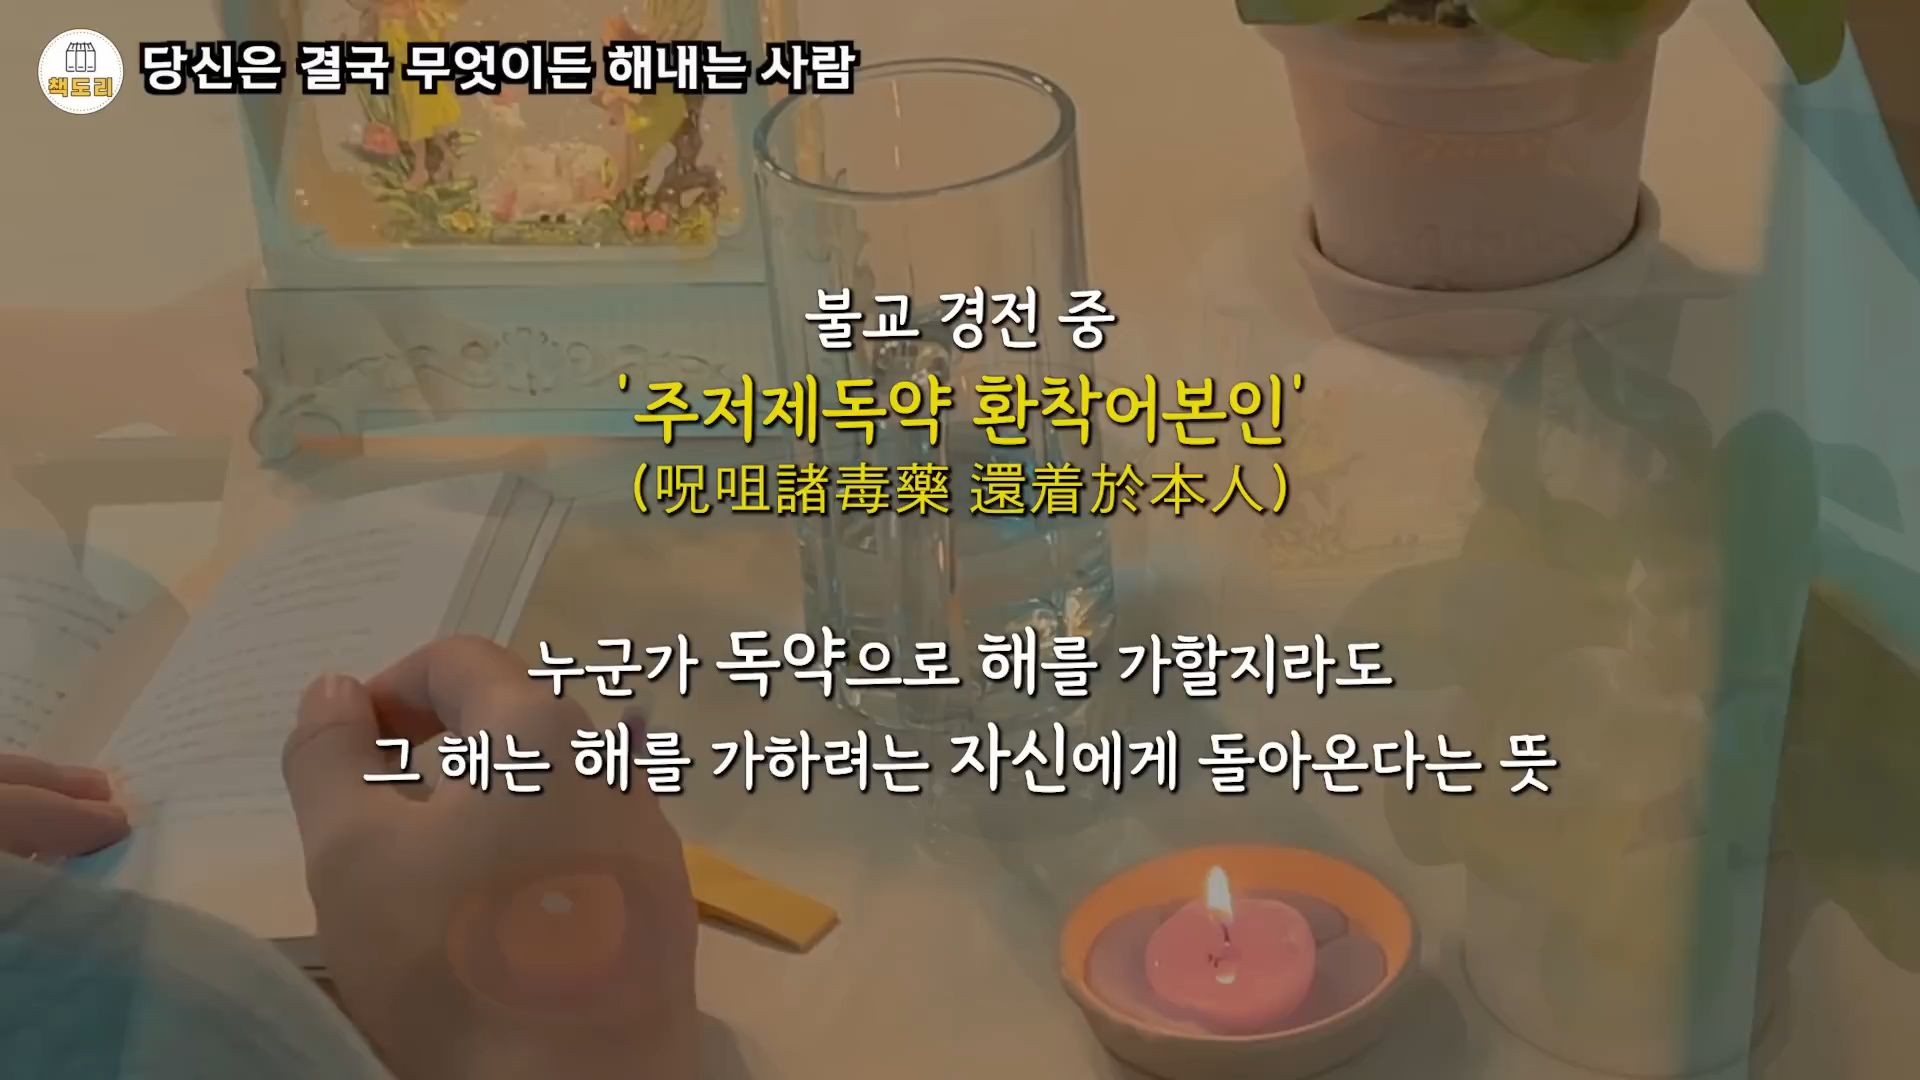 책도리
당신은 결국 무엇이든 해내는 사람
불교 경전 중
'주저제독약 환착어본인'
(呪咀諸毒藥 還着於本人)
누군가 독약으로 해를 가할지라도
그 해는 해를 가하려는 자신에게 돌아온다는 뜻